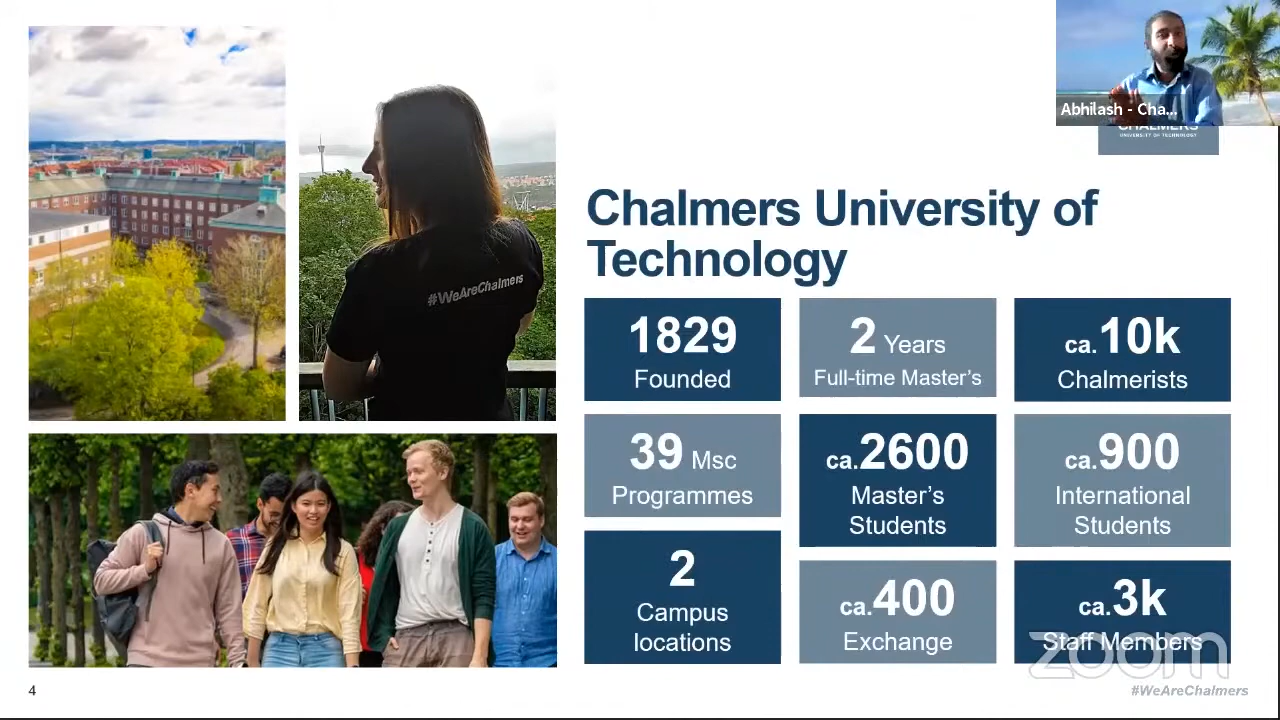 Abhilash - Cha...
CHALMERS
UNIVERSITY OF TECHNOLOGY
#WeAreChalmers
Chalmers University of
Technology
1829
Founded
2 Years
Full-time Master's
ca.10k
Chalmerists
39 Msc
Programmes
ca.2600
Master's
Students
ca.900
International
Students
2
Campus
locations
ca.400
Exchange
ca.3k
Staff Members
zoom
4
#WeAreChalmers